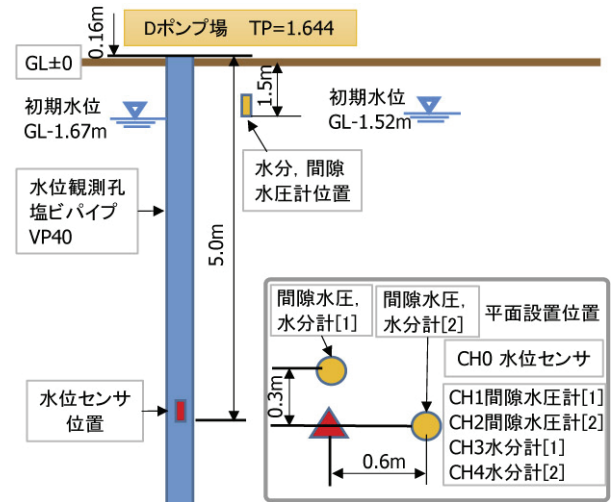 Dポンプ場 TP=1.644
0.16m
GL±0
初期水位
GL-1.67m
1.5m
初期水位
GL-1.52m
水分, 間隙
水圧計位置
水位観測孔
塩ビパイプ
VP40
5.0m
水位センサ
位置
間隙水圧,
水分計[1]
間隙水圧,
水分計[2]
平面設置位置
CH0 水位センサ
CH1間隙水圧計[1]
CH2間隙水圧計[2]
CH3水分計[1]
CH4水分計[2]
0.3m
0.6m